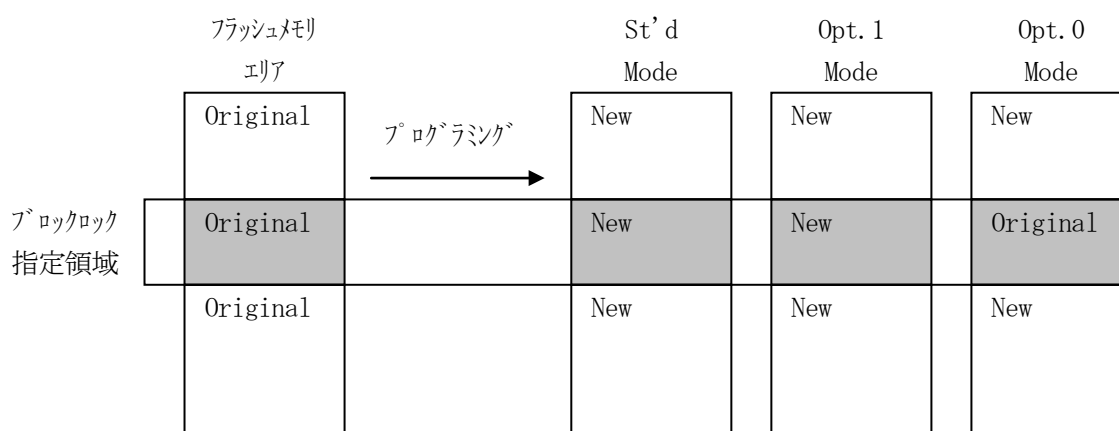 フラッシュメモリ St'd Opt.1 Opt.0
エリア Mode Mode Mode
Original New New New
プログラミング
ブロックロック Original New New Original
指定領域
Original New New New